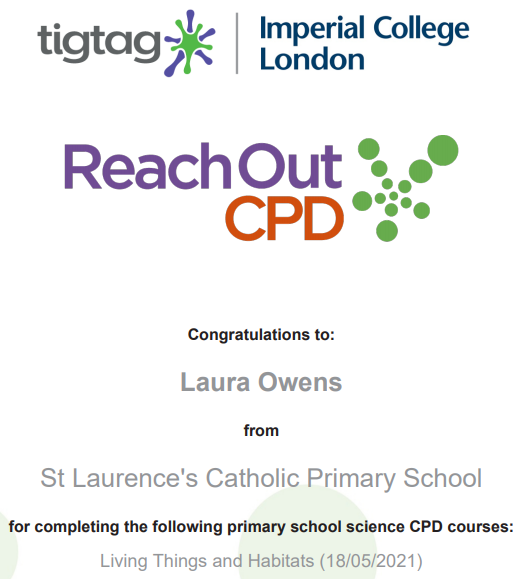 tigtag
Imperial College
London
ReachOut
CPD
Congratulations to:
Laura Owens
from
St Laurence's Catholic Primary School
for completing the following primary school science CPD courses:
Living Things and Habitats (18/05/2021)